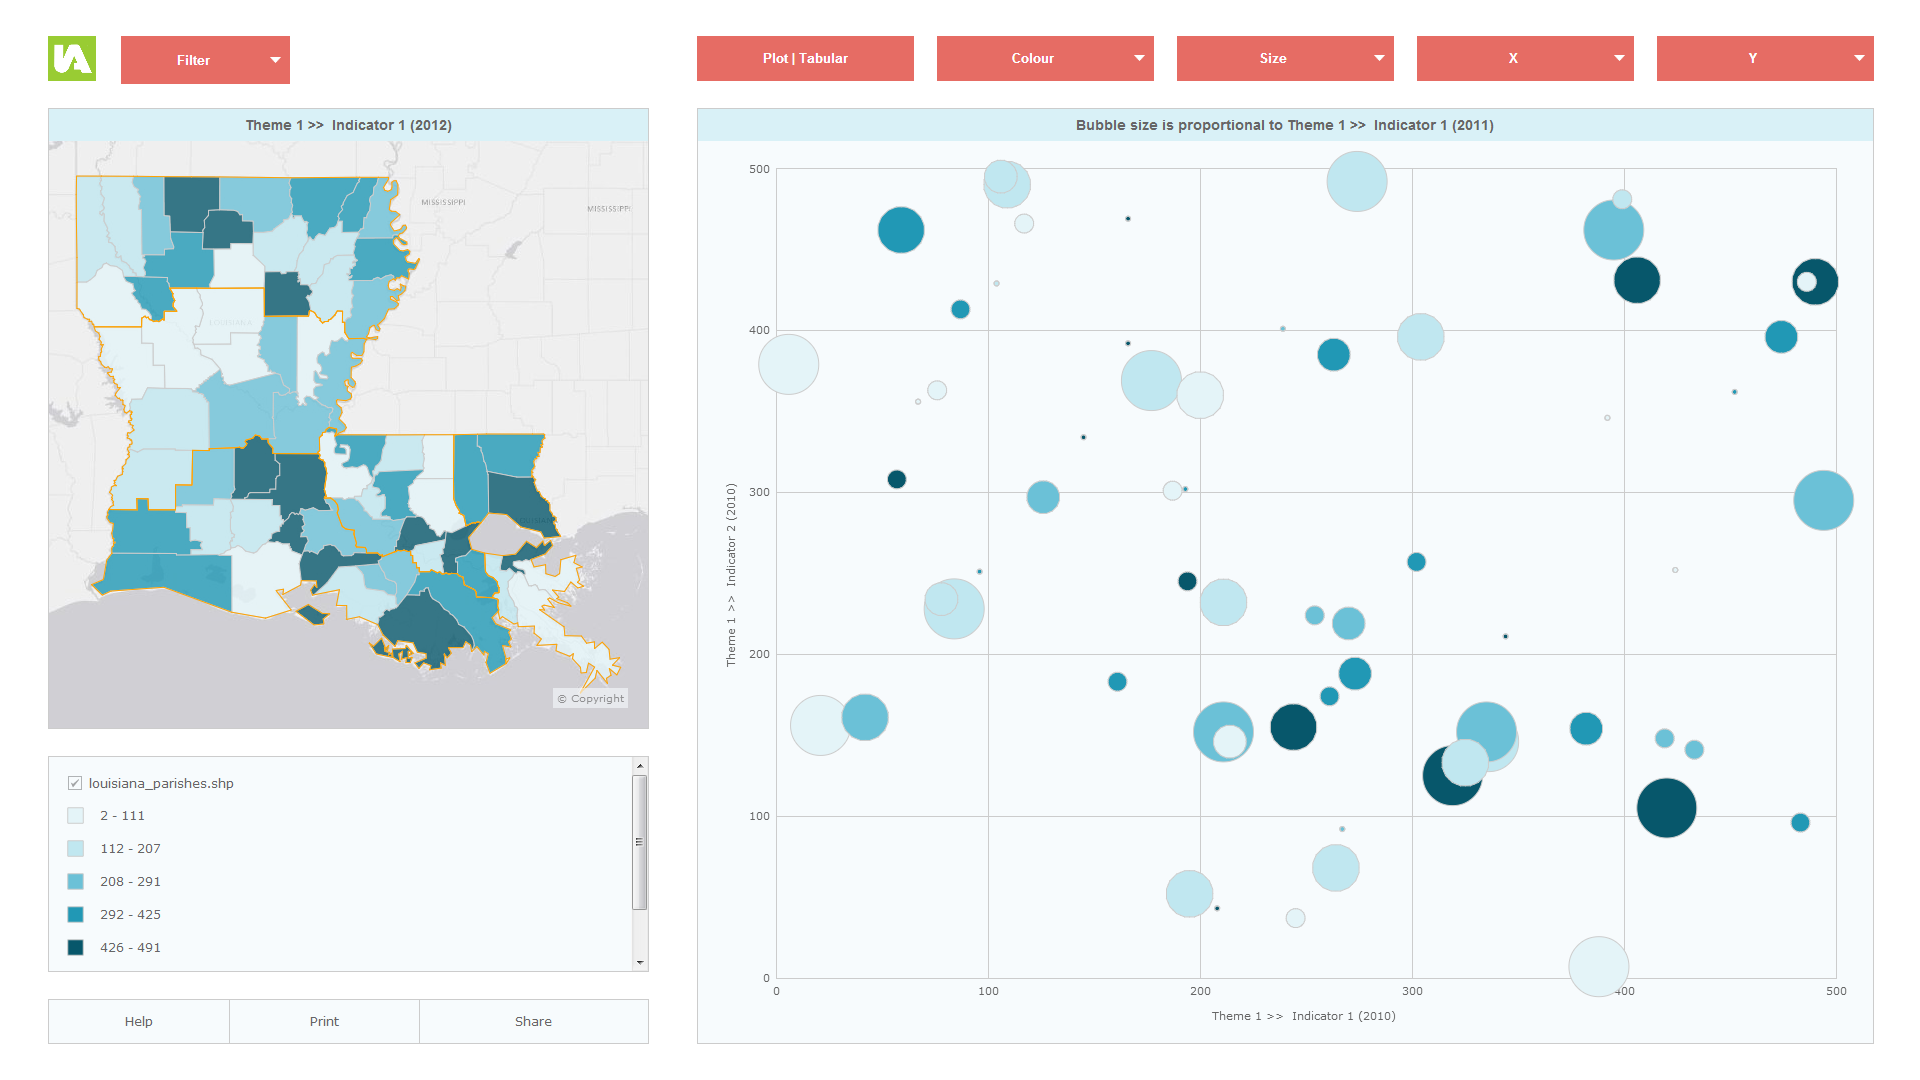 Filter
Plot | Tabular
Colour
Size
X
Y
Theme 1 >> Indicator 1 (2012)
MISSISSIPPI
MISSISSIPPI
LOUISIANA
© Copyright
louisiana_parishes.shp
2 - 111
112 - 207
208 - 291
292 - 425
426 - 491
Help
Print
Share
Bubble size is proportional to Theme 1 >> Indicator 1 (2011)
500
400
300
200
100
0
Theme 1 >> Indicator 2 (2010)
0
100
200
300
400
500
Theme 1 >> Indicator 1 (2010)